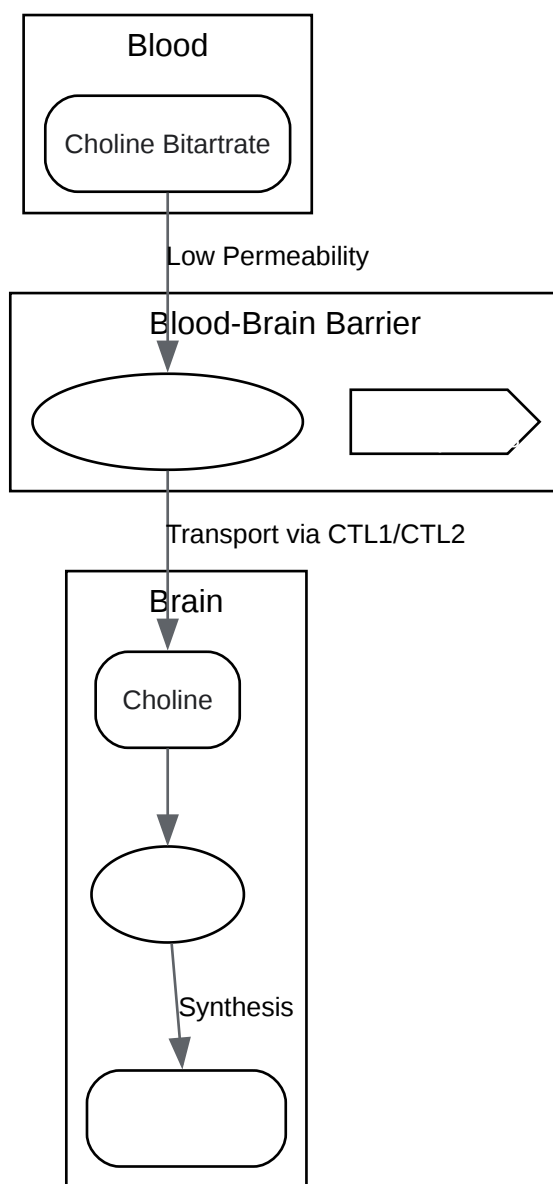 Blood
Choline Bitartrate
Low Permeability
Blood-Brain Barrier
Transport via CTL1/CTL2
Brain
Choline
Synthesis